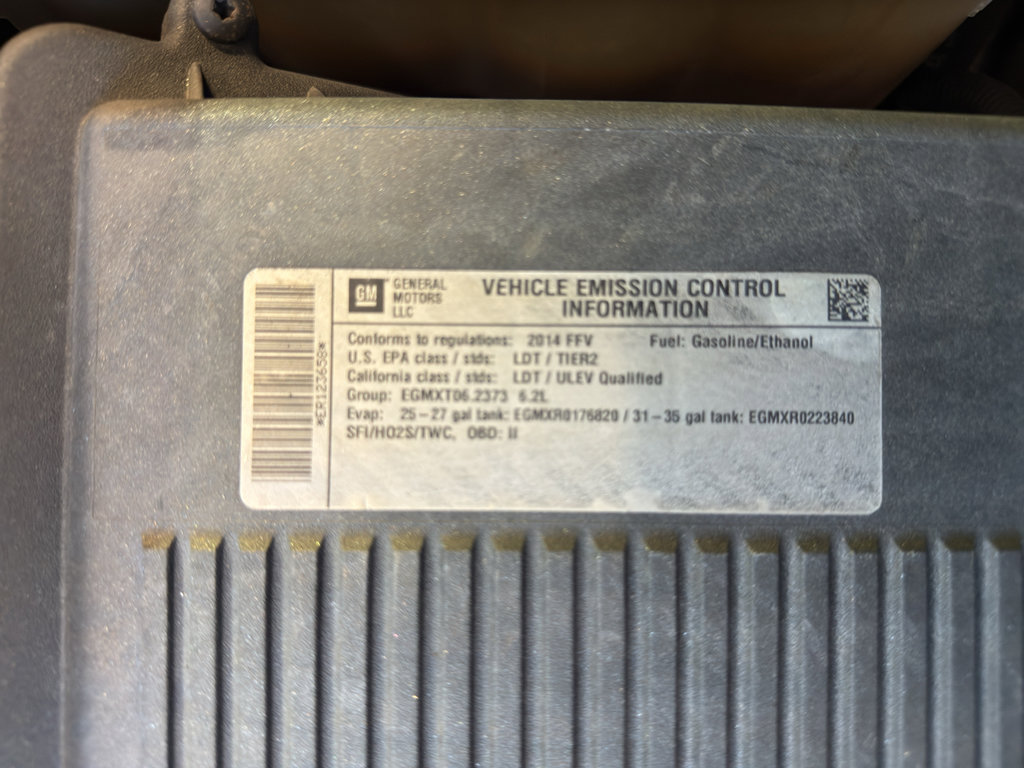 GM
GENERAL
MOTORS
LLC
VEHICLE EMISSION CONTROL
INFORMATION
Conforms to regulations: 2014 FFV Fuel: Gasoline/Ethanol
U.S. EPA class / stds: LDT / TIER2
California class / stds: LDT / ULEV Qualified
Group: EGMXT06.2373 6.2L
Evap: 25-27 gal tank: EGMXR0176820 / 31-35 gal tank: EGMXR0223840
SFI/HO2S/TWC, OBD: II
*ER123658*